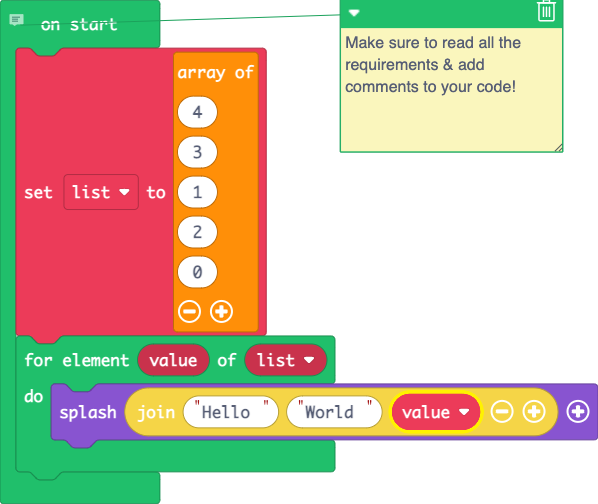 on start
Make sure to read all the
requirements & add
comments to your code!
array of
4
3
1
2
0
set list to
for element value of list
do
splash join "Hello " "World " value